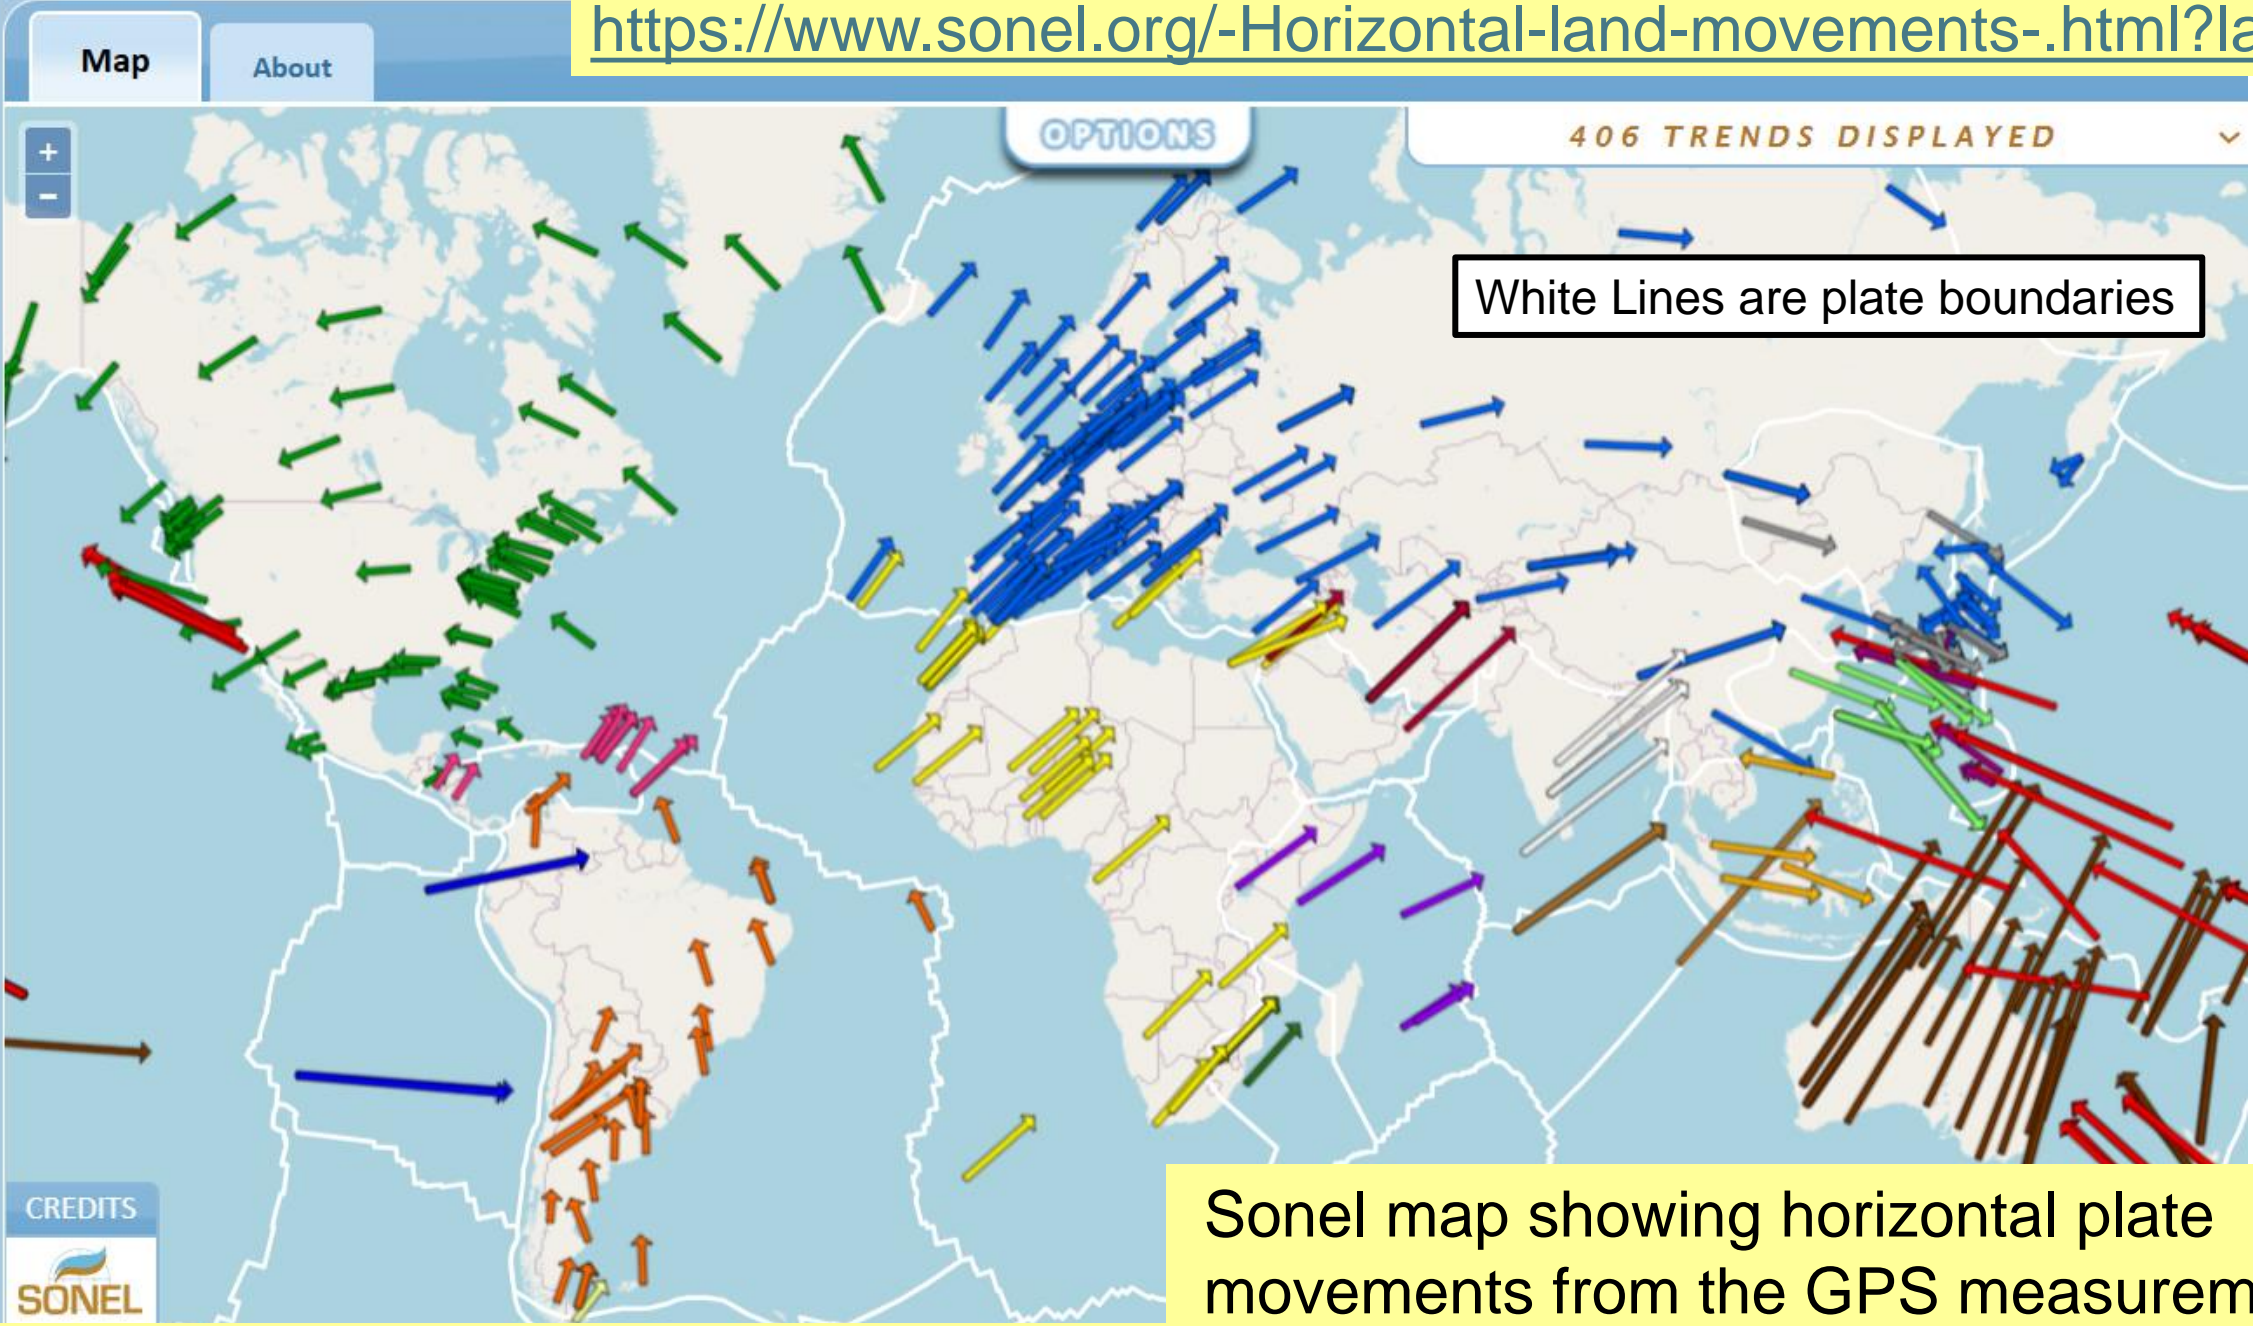 https://www.sonel.org/-Horizontal-land-movements-.html?la
Map
About
+
-
OPTIONS
406 TRENDS DISPLAYED
White Lines are plate boundaries
CREDITS
SONEL
Sonel map showing horizontal plate
movements from the GPS measurem